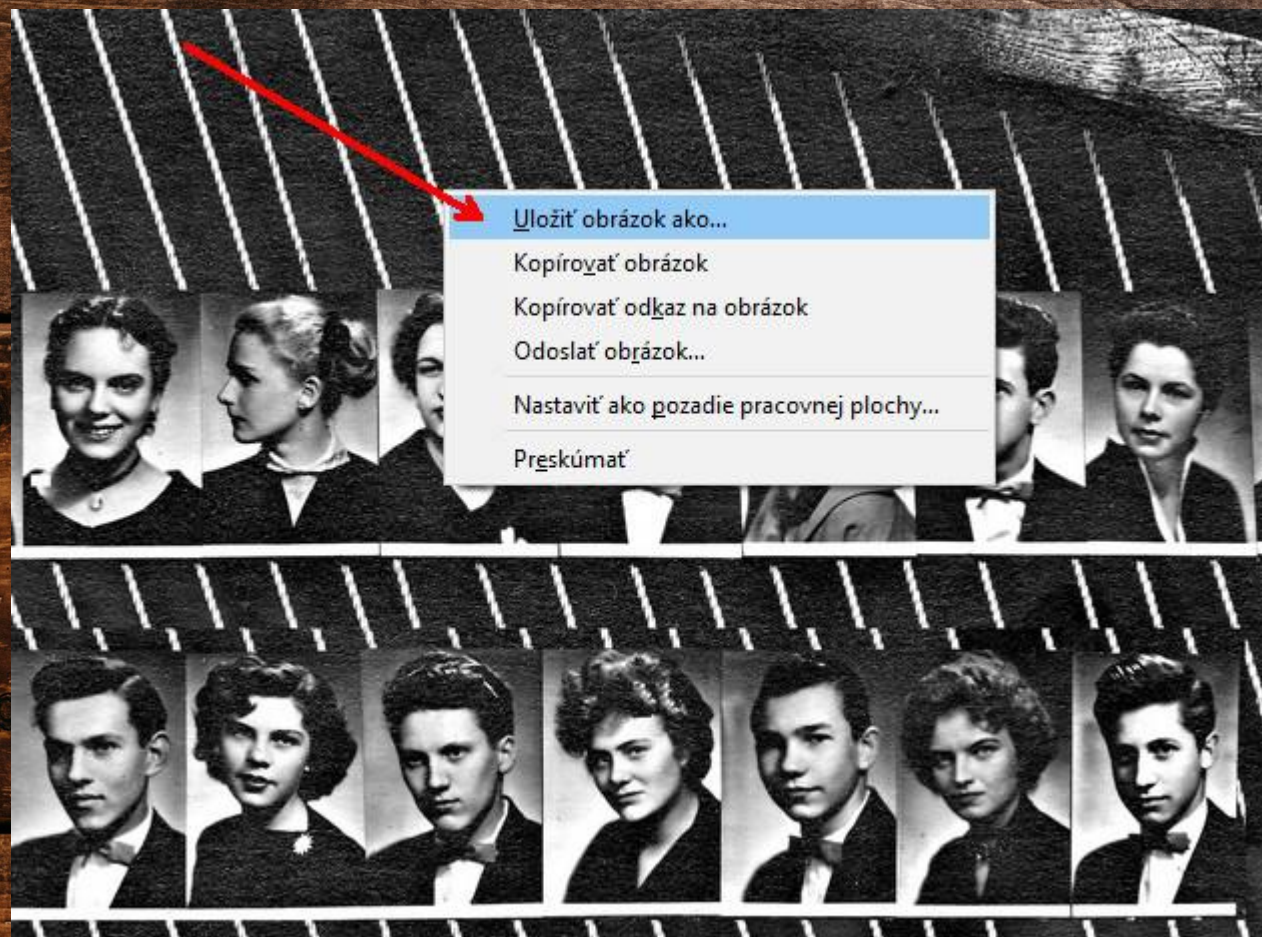 Uložiť obrázok ako...
Kopírovať obrázok
Kopírovať odkaz na obrázok
Odoslať obrázok...
Nastaviť ako pozadie pracovnej plochy...
Preskúmať